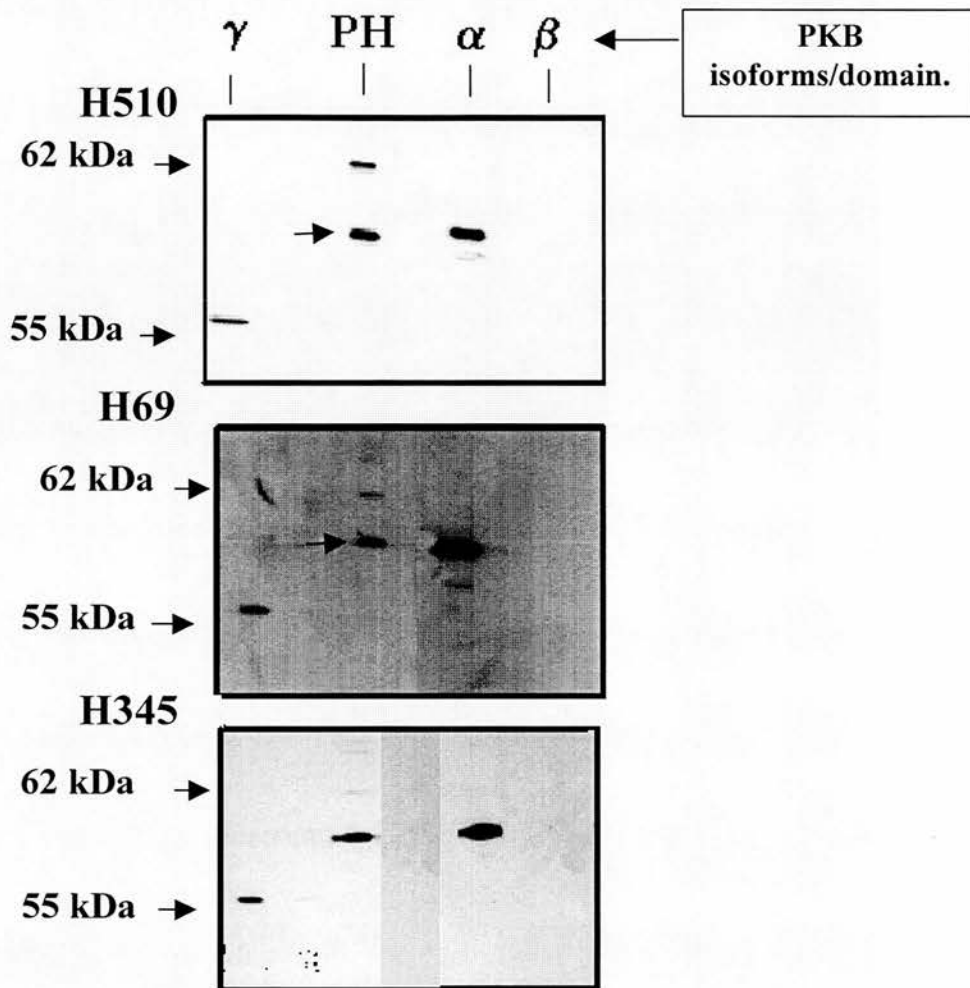 γ PH α β
PKB
isoforms/domain.
H510
62 kDa
55 kDa
H69
62 kDa
55 kDa
H345
62 kDa
55 kDa